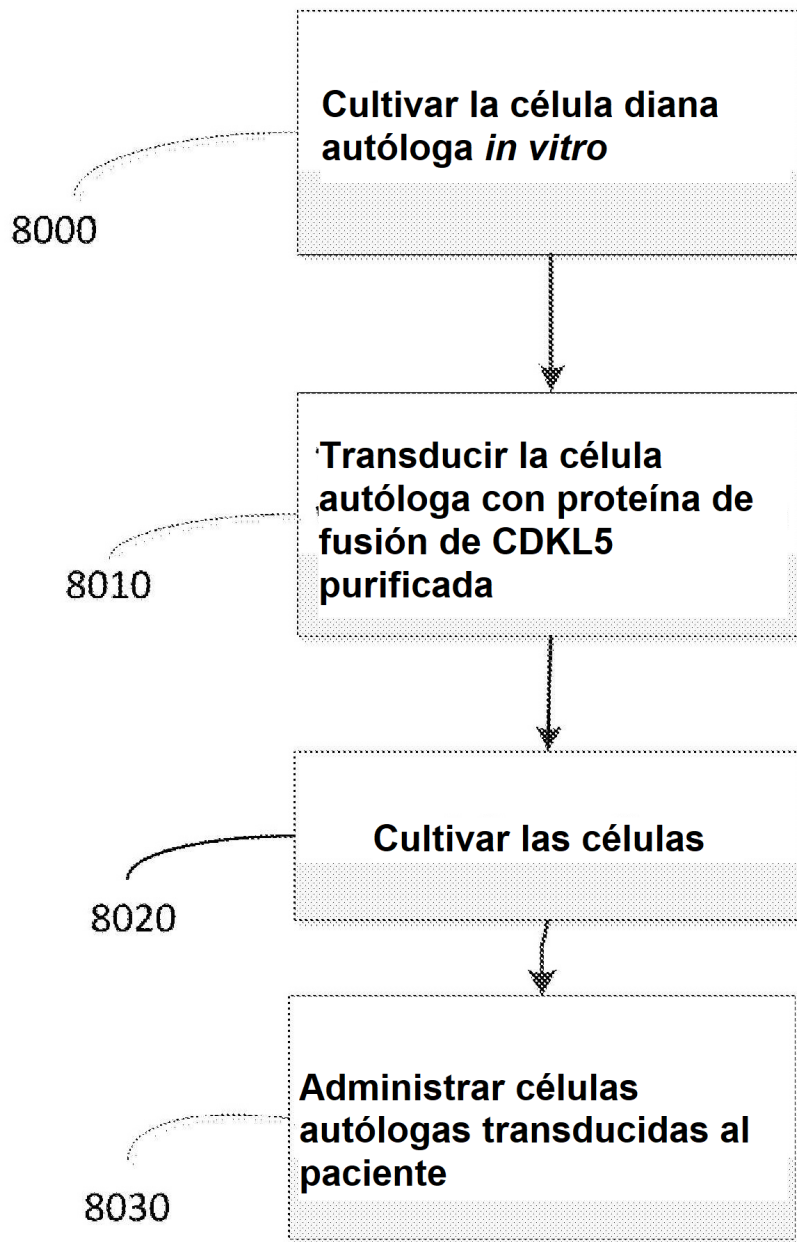 Cultivar la célula diana
autóloga in vitro
8000
Transducir la célula
autóloga con proteína de
fusión de CDKL5
purificada
8010
Cultivar las células
8020
Administrar células
autólogas transducidas al
paciente
8030